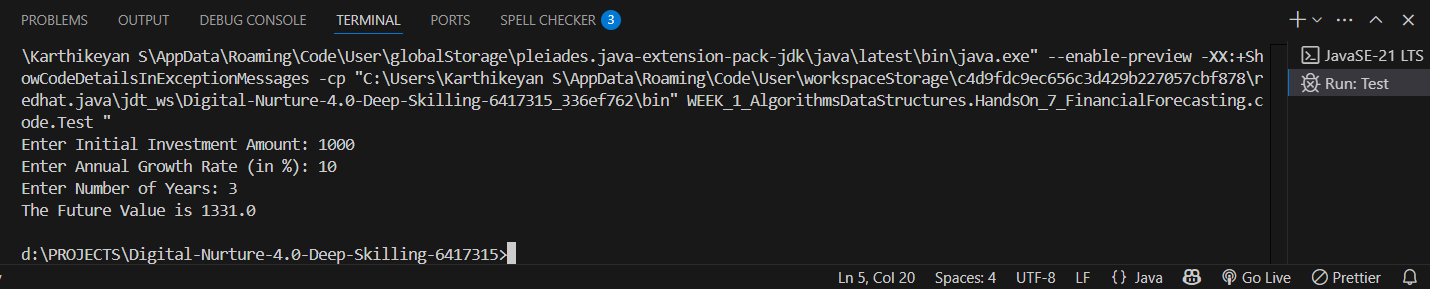 PROBLEMS OUTPUT DEBUG CONSOLE TERMINAL PORTS SPELL CHECKER 3
\Karthikeyan S\AppData\Roaming\Code\User\globalStorage\pleiades.java-extension-pack-jdk\java\latest\bin\java.exe" --enable-preview -XX:+Sh
owCodeDetailsInExceptionMessages -cp "C:\Users\Karthikeyan S\AppData\Roaming\Code\User\workspaceStorage\c4d9fdc9ec656c3d429b227057cbf878\r
edhat.java\jdt_ws\Digital-Nurture-4.0-Deep-Skilling-6417315_336ef762\bin" WEEK_1_AlgorithmsDataStructures.HandsOn_7_FinancialForecasting.c
ode.Test "
Enter Initial Investment Amount: 1000
Enter Annual Growth Rate (in %): 10
Enter Number of Years: 3
The Future Value is 1331.0
d:\PROJECTS\Digital-Nurture-4.0-Deep-Skilling-6417315>
JavaSE-21 LTS
Run: Test
Ln 5, Col 20 Spaces: 4 UTF-8 LF {} Java Go Live Prettier